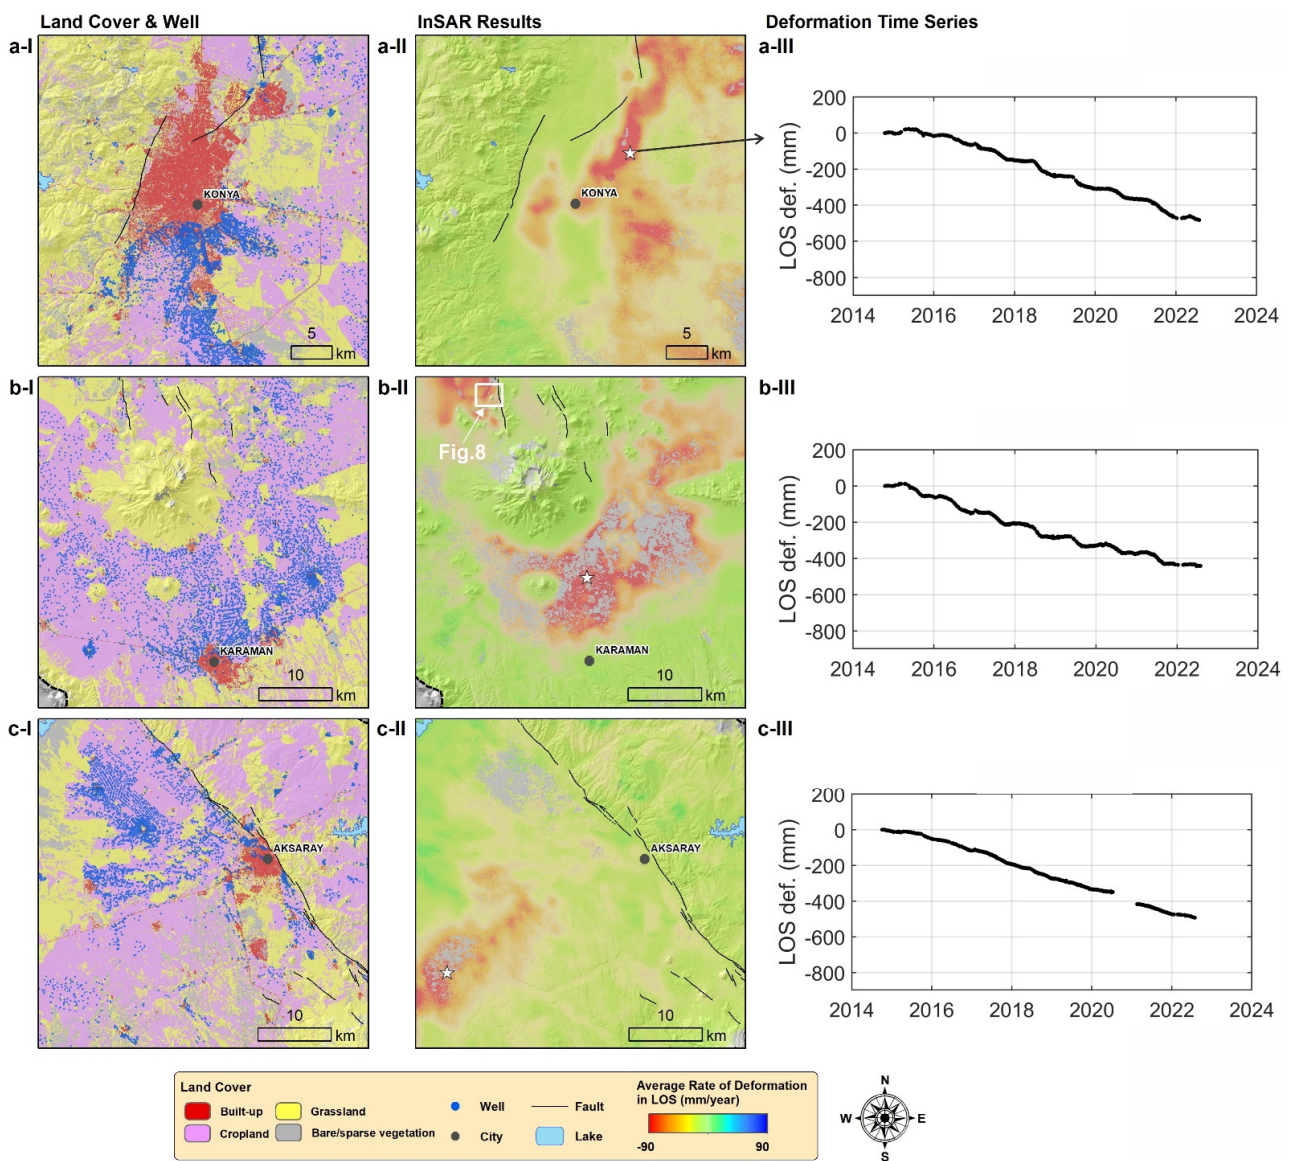 Land Cover & Well
InSAR Results
Deformation Time Series
a-I
KONYA
5
km
a-II
KONYA
5
km
a-III
200
0
-200
-400
-600
-800
LOS def. (mm)
2014 2016 2018 2020 2022 2024
b-I
KARAMAN
10
km
b-II
Fig.8
KARAMAN
10
km
b-III
200
0
-200
-400
-600
-800
LOS def. (mm)
2014 2016 2018 2020 2022 2024
c-I
AKSARAY
10
km
c-II
AKSARAY
10
km
c-III
200
0
-200
-400
-600
-800
LOS def. (mm)
2014 2016 2018 2020 2022 2024
Land Cover
Built-up
Grassland
Cropland
Bare/sparse vegetation
Well
City
Fault
Lake
Average Rate of Deformation
in LOS (mm/year)
-90
90
N
W
E
S